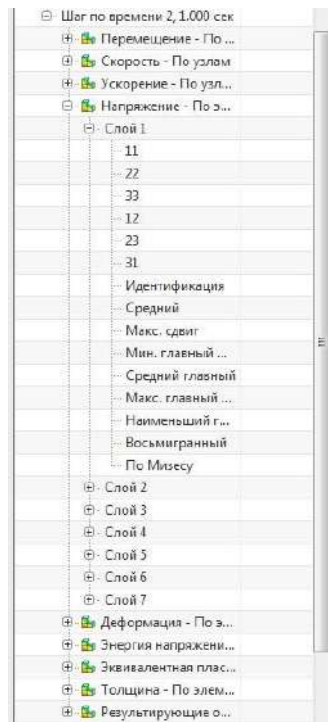 Шаг по времени 2, 1.000 сек
Перемещение - По ...
Скорость - По узлам
Ускорение - По узл...
Напряжение - По э...
Слой 1
11
22
33
12
23
31
Идентификация
Средний
Макс. сдвиг
Мин. главный ...
Средний главный
Макс. главный ...
Наименьший г...
Восьмигранный
По Мизесу
Слой 2
Слой 3
Слой 4
Слой 5
Слой 6
Слой 7
Деформация - По э...
Энергия напряжени...
Эквивалентная плас...
Толщина - По элем...
Результирующие о...